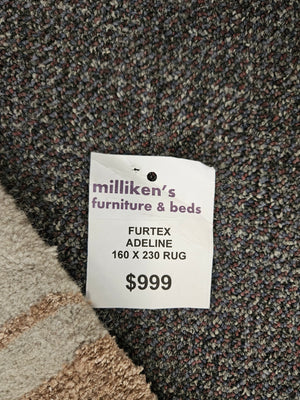 milliken's
furniture & beds
FURTEX
ADELINE
160 X 230 RUG
$999